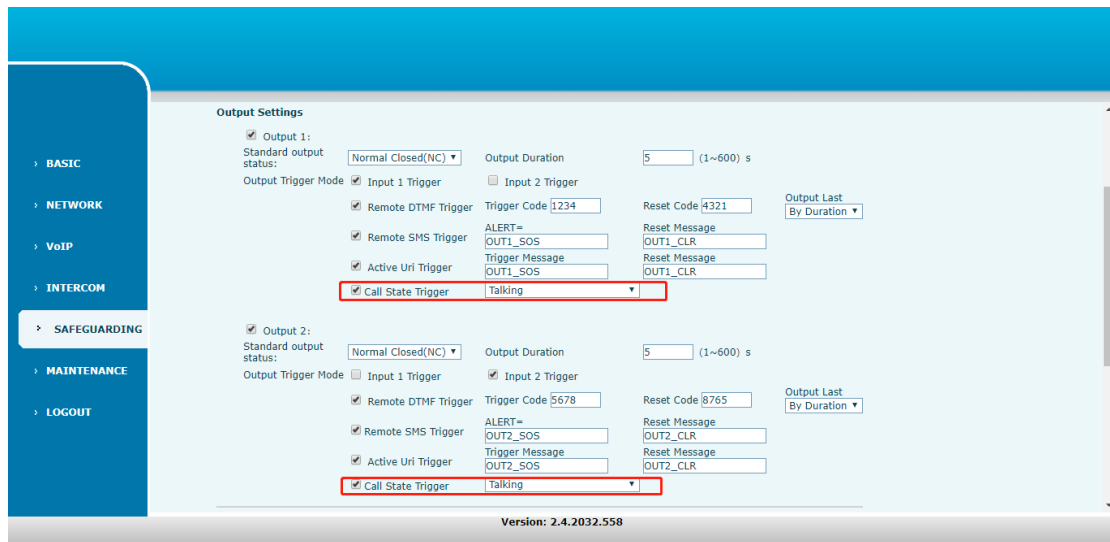 BASIC
NETWORK
VoIP
INTERCOM
SAFEGUARDING
MAINTENANCE
LOGOUT
Output Settings
Output 1:
Standard output status: Normal Closed(NC) Output Duration 5 (1~600) s
Output Trigger Mode Input 1 Trigger Input 2 Trigger
Remote DTMF Trigger Trigger Code 1234 Reset Code 4321 Output Last By Duration
Remote SMS Trigger ALERT= OUT1_SOS Reset Message OUT1_CLR
Active Uri Trigger Trigger Message OUT1_SOS Reset Message OUT1_CLR
Call State Trigger Talking
Output 2:
Standard output status: Normal Closed(NC) Output Duration 5 (1~600) s
Output Trigger Mode Input 1 Trigger Input 2 Trigger
Remote DTMF Trigger Trigger Code 5678 Reset Code 8765 Output Last By Duration
Remote SMS Trigger ALERT= OUT2_SOS Reset Message OUT2_CLR
Active Uri Trigger Trigger Message OUT2_SOS Reset Message OUT2_CLR
Call State Trigger Talking
Version: 2.4.2032.558